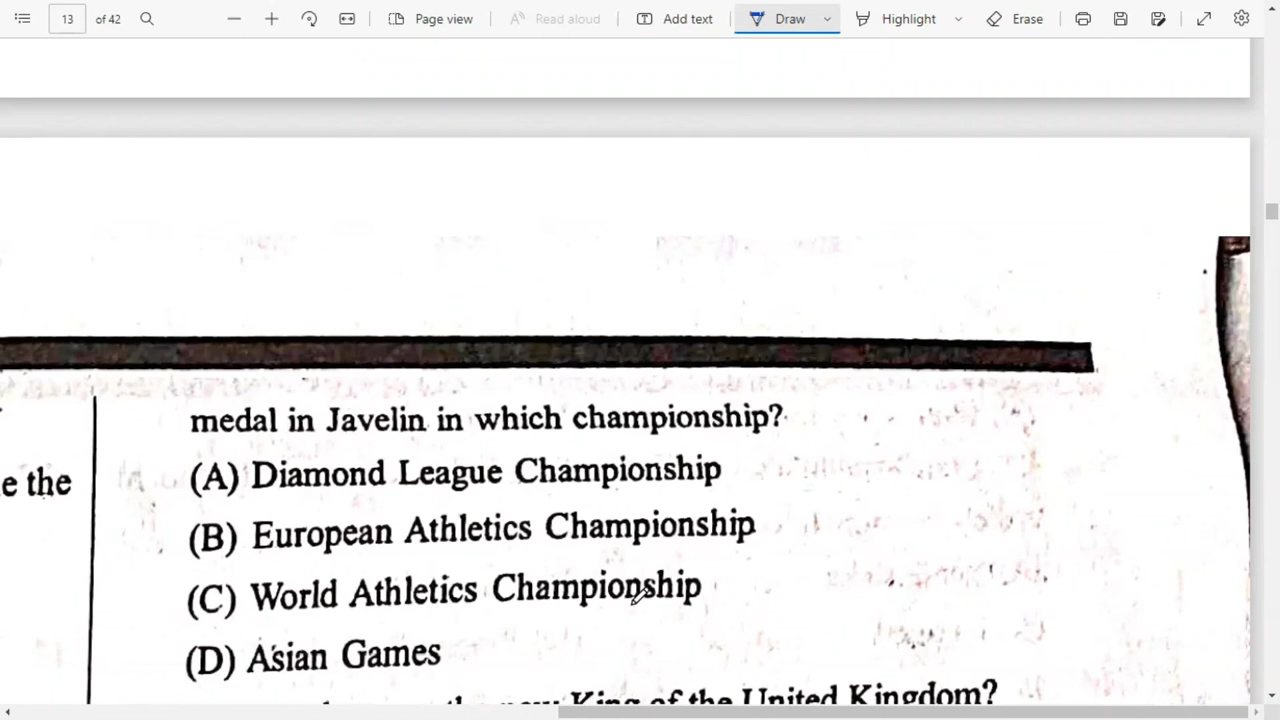 13 of 42 Page view Read aloud Add text Draw Highlight Erase
medal in Javelin in which championship?
(A) Diamond League Championship
e the
(B) European Athletics Championship
(C) World Athletics Championship
(D) Asian Games
King of the United Kingdom?